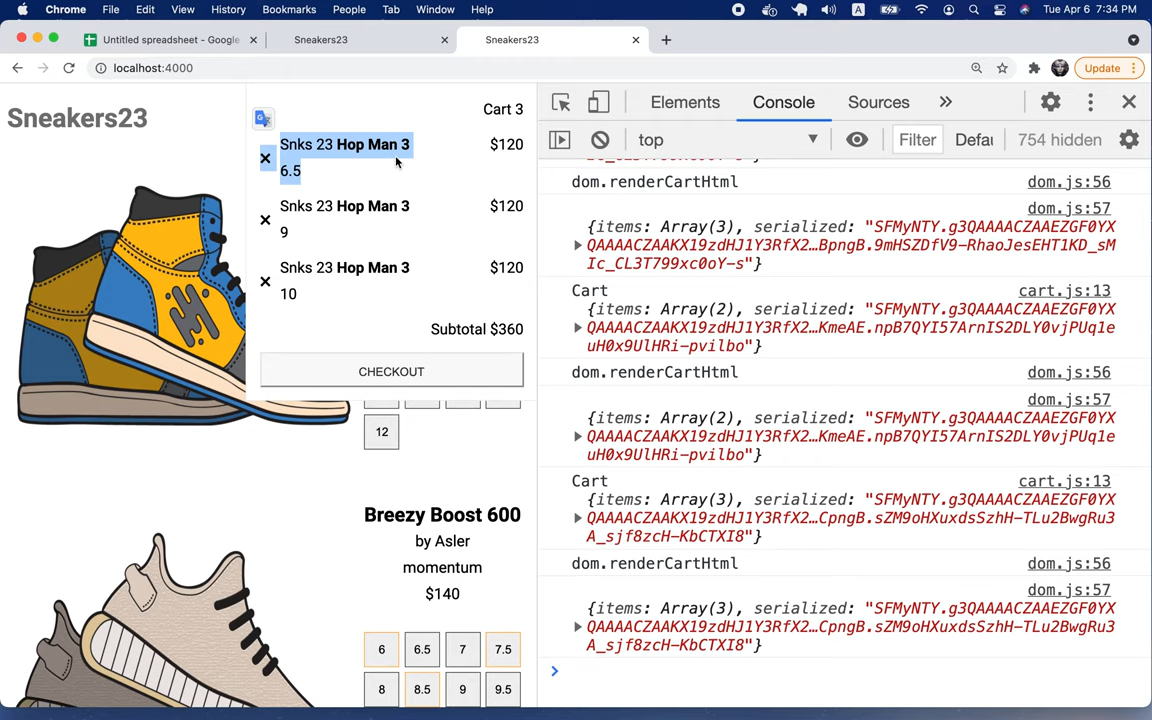 Chrome File Edit View History Bookmarks People Tab Window Help A Tue Apr 6 7:34 PM
Untitled spreadsheet - Google Sneakers23 Sneakers23
localhost:4000 Update
Sneakers23
Cart 3
Snks 23 Hop Man 3 $120
6.5
Snks 23 Hop Man 3 $120
9
Snks 23 Hop Man 3 $120
10
Subtotal $360
CHECKOUT
12
Breezy Boost 600
by Asler
momentum
$140
6 6.5 7 7.5
8 8.5 9 9.5
Elements Console Sources »
top Filter Defau 754 hidden
dom.renderCartHtml dom.js:56
dom.js:57
{items: Array(3), serialized: "SFMyNTY.g3QAAAACZAAEZGF0YX
QAAAACZAAKX19zdHJ1Y3RfX2…BpngB.9mHSZDfV9-RhaoJesEHT1KD_sM
Ic_CL3T799xc0oY-s"}
Cart cart.js:13
{items: Array(2), serialized: "SFMyNTY.g3QAAAACZAAEZGF0YX
QAAAACZAAKX19zdHJ1Y3RfX2…KmeAE.npB7QYI57ArnIS2DLY0vjPUq1e
uH0x9UlHRi-pvilbo"}
dom.renderCartHtml dom.js:56
dom.js:57
{items: Array(2), serialized: "SFMyNTY.g3QAAAACZAAEZGF0YX
QAAAACZAAKX19zdHJ1Y3RfX2…KmeAE.npB7QYI57ArnIS2DLY0vjPUq1e
uH0x9UlHRi-pvilbo"}
Cart cart.js:13
{items: Array(3), serialized: "SFMyNTY.g3QAAAACZAAEZGF0YX
QAAAACZAAKX19zdHJ1Y3RfX2…CpngB.sZM9oHXuxdsSzhH-TLu2BwgRu3
A_sjf8zcH-KbCTXI8"}
dom.renderCartHtml dom.js:56
dom.js:57
{items: Array(3), serialized: "SFMyNTY.g3QAAAACZAAEZGF0YX
QAAAACZAAKX19zdHJ1Y3RfX2…CpngB.sZM9oHXuxdsSzhH-TLu2BwgRu3
A_sjf8zcH-KbCTXI8"}